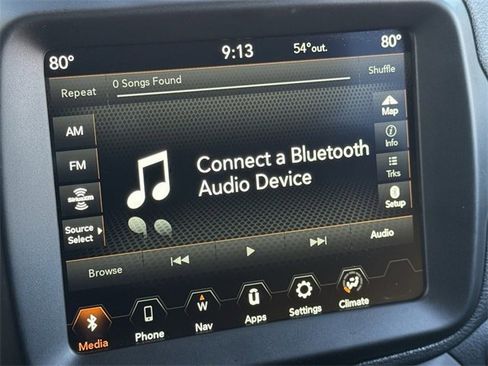 80°
9:13
54°out.
80°
Repeat
0 Songs Found
Shuffle
AM
Map
FM
Info
SiriusXM
Trks
Connect a Bluetooth
Audio Device
Source
Select
Setup
Browse
Audio
Media
Phone
W
Nav
U
Apps
Settings
Climate